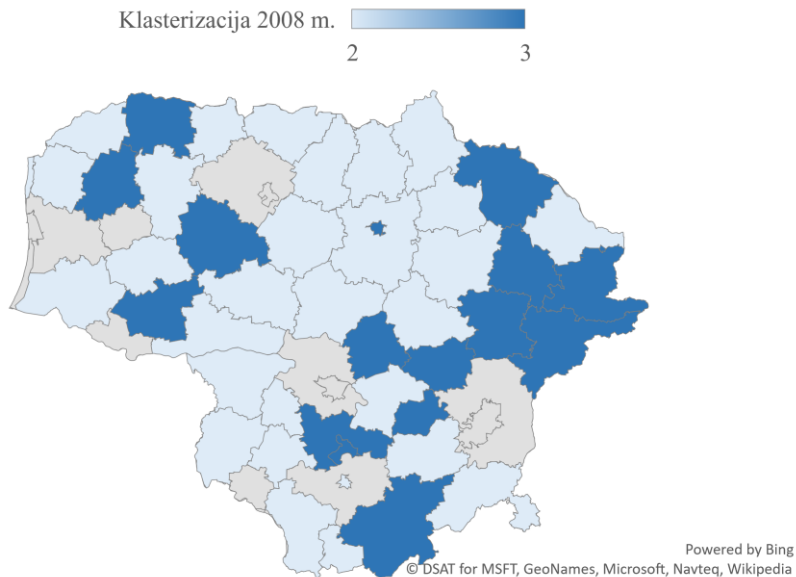 Klasterizacija 2008 m.
2 3
Powered by Bing
© DSAT for MSFT, GeoNames, Microsoft, Navteq, Wikipedia